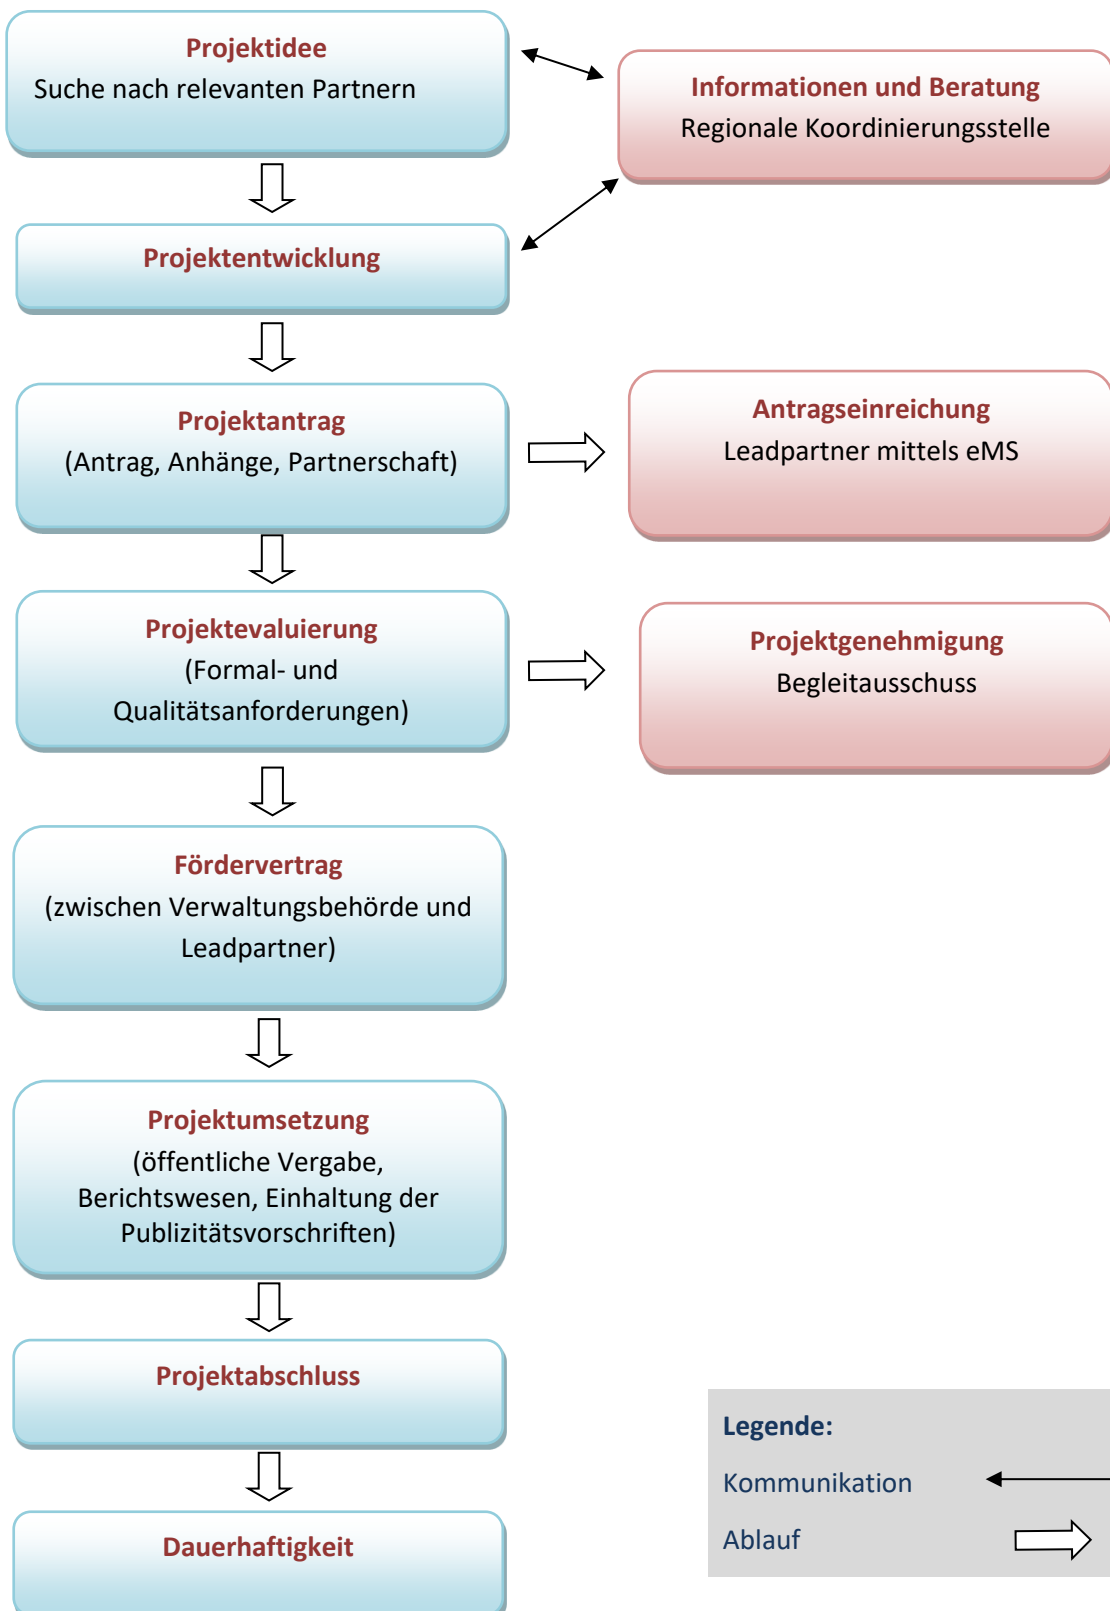 Projektidee
Suche nach relevanten Partnern
Informationen und Beratung
Regionale Koordinierungsstelle
Projektentwicklung
Projektantrag
(Antrag, Anhänge, Partnerschaft)
Antragseinreichung
Leadpartner mittels eMS
Projektevaluierung
(Formal- und
Qualitätsanforderungen)
Projektgenehmigung
Begleitausschuss
Fördervertrag
(zwischen Verwaltungsbehörde und
Leadpartner)
Projektumsetzung
(öffentliche Vergabe,
Berichtswesen, Einhaltung der
Publizitätsvorschriften)
Projektabschluss
Dauerhaftigkeit
Legende:
Kommunikation
Ablauf